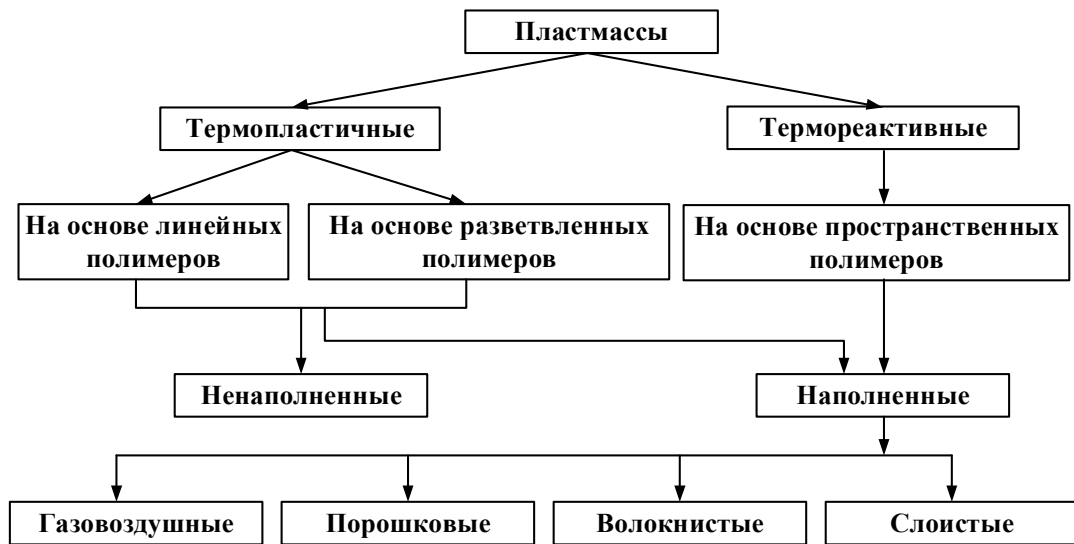 Пластмассы
Термопластичные
Термореактивные
На основе линейных
полимеров
На основе разветвленных
полимеров
На основе пространственных
полимеров
Ненаполненные
Наполненные
Газовоздушные
Порошковые
Волокнистые
Слоистые